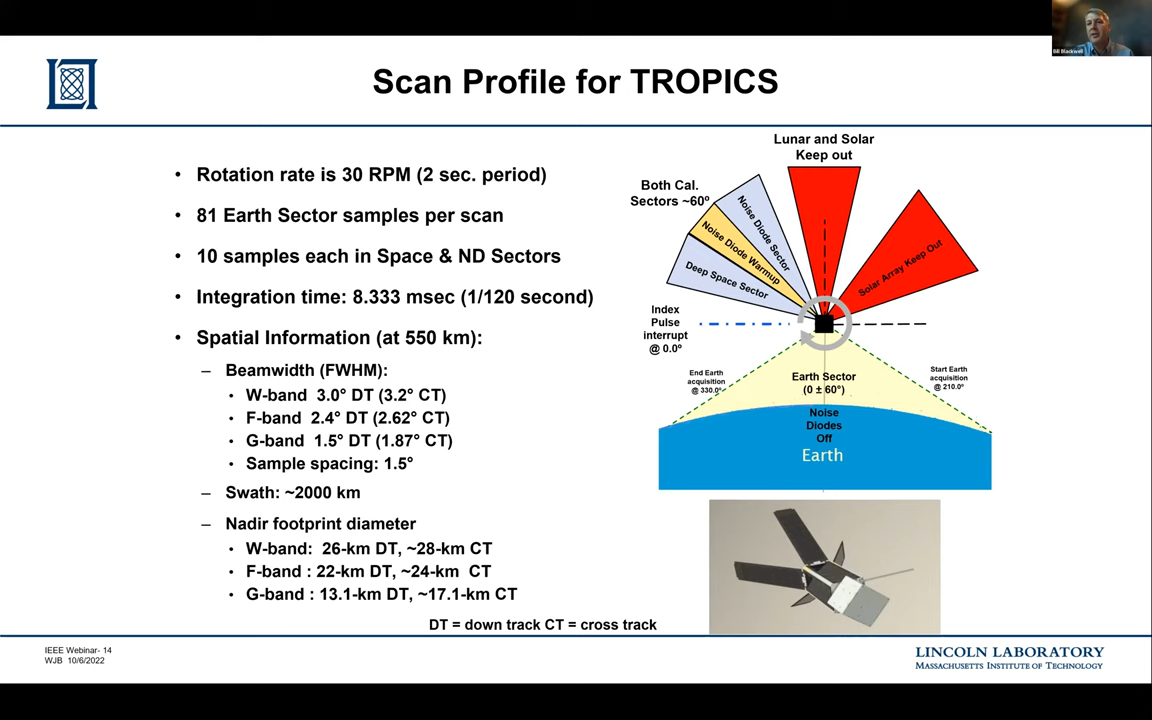 Bill Blackwell
Scan Profile for TROPICS
• Rotation rate is 30 RPM (2 sec. period)
• 81 Earth Sector samples per scan
• 10 samples each in Space & ND Sectors
• Integration time: 8.333 msec (1/120 second)
• Spatial Information (at 550 km):
– Beamwidth (FWHM):
• W-band 3.0° DT (3.2° CT)
• F-band 2.4° DT (2.62° CT)
• G-band 1.5° DT (1.87° CT)
• Sample spacing: 1.5°
– Swath: ~2000 km
– Nadir footprint diameter
• W-band: 26-km DT, ~28-km CT
• F-band : 22-km DT, ~24-km CT
• G-band : 13.1-km DT, ~17.1-km CT
DT = down track CT = cross track
Lunar and Solar
Keep out
Both Cal.
Sectors ~60º
Noise Diode Sector
Noise Diode Warmup
Deep Space Sector
Solar Array Keep Out
Index
Pulse
interrupt
@ 0.0º
End Earth
acquisition
@ 330.0º
Earth Sector
(0 ± 60°)
Start Earth
acquisition
@ 210.0º
Noise
Diodes
Off
Earth
IEEE Webinar- 14
WJB 10/6/2022
LINCOLN LABORATORY
MASSACHUSETTS INSTITUTE OF TECHNOLOGY